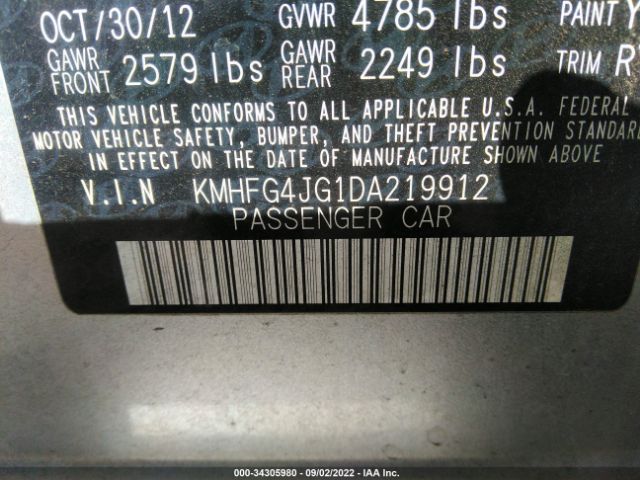 OCT/30/12 GVWR 4785 lbs PAINT Y
GAWR FRONT 2579 lbs GAWR REAR 2249 lbs TRIM R
THIS VEHICLE CONFORMS TO ALL APPLICABLE U.S.A. FEDERAL
MOTOR VEHICLE SAFETY, BUMPER, AND THEFT PREVENTION STANDARD
IN EFFECT ON THE DATE OF MANUFACTURE SHOWN ABOVE
V.I.N KMHFG4JG1DA219912
PASSENGER CAR
000-34305980 - 09/02/2022 - IAA Inc.